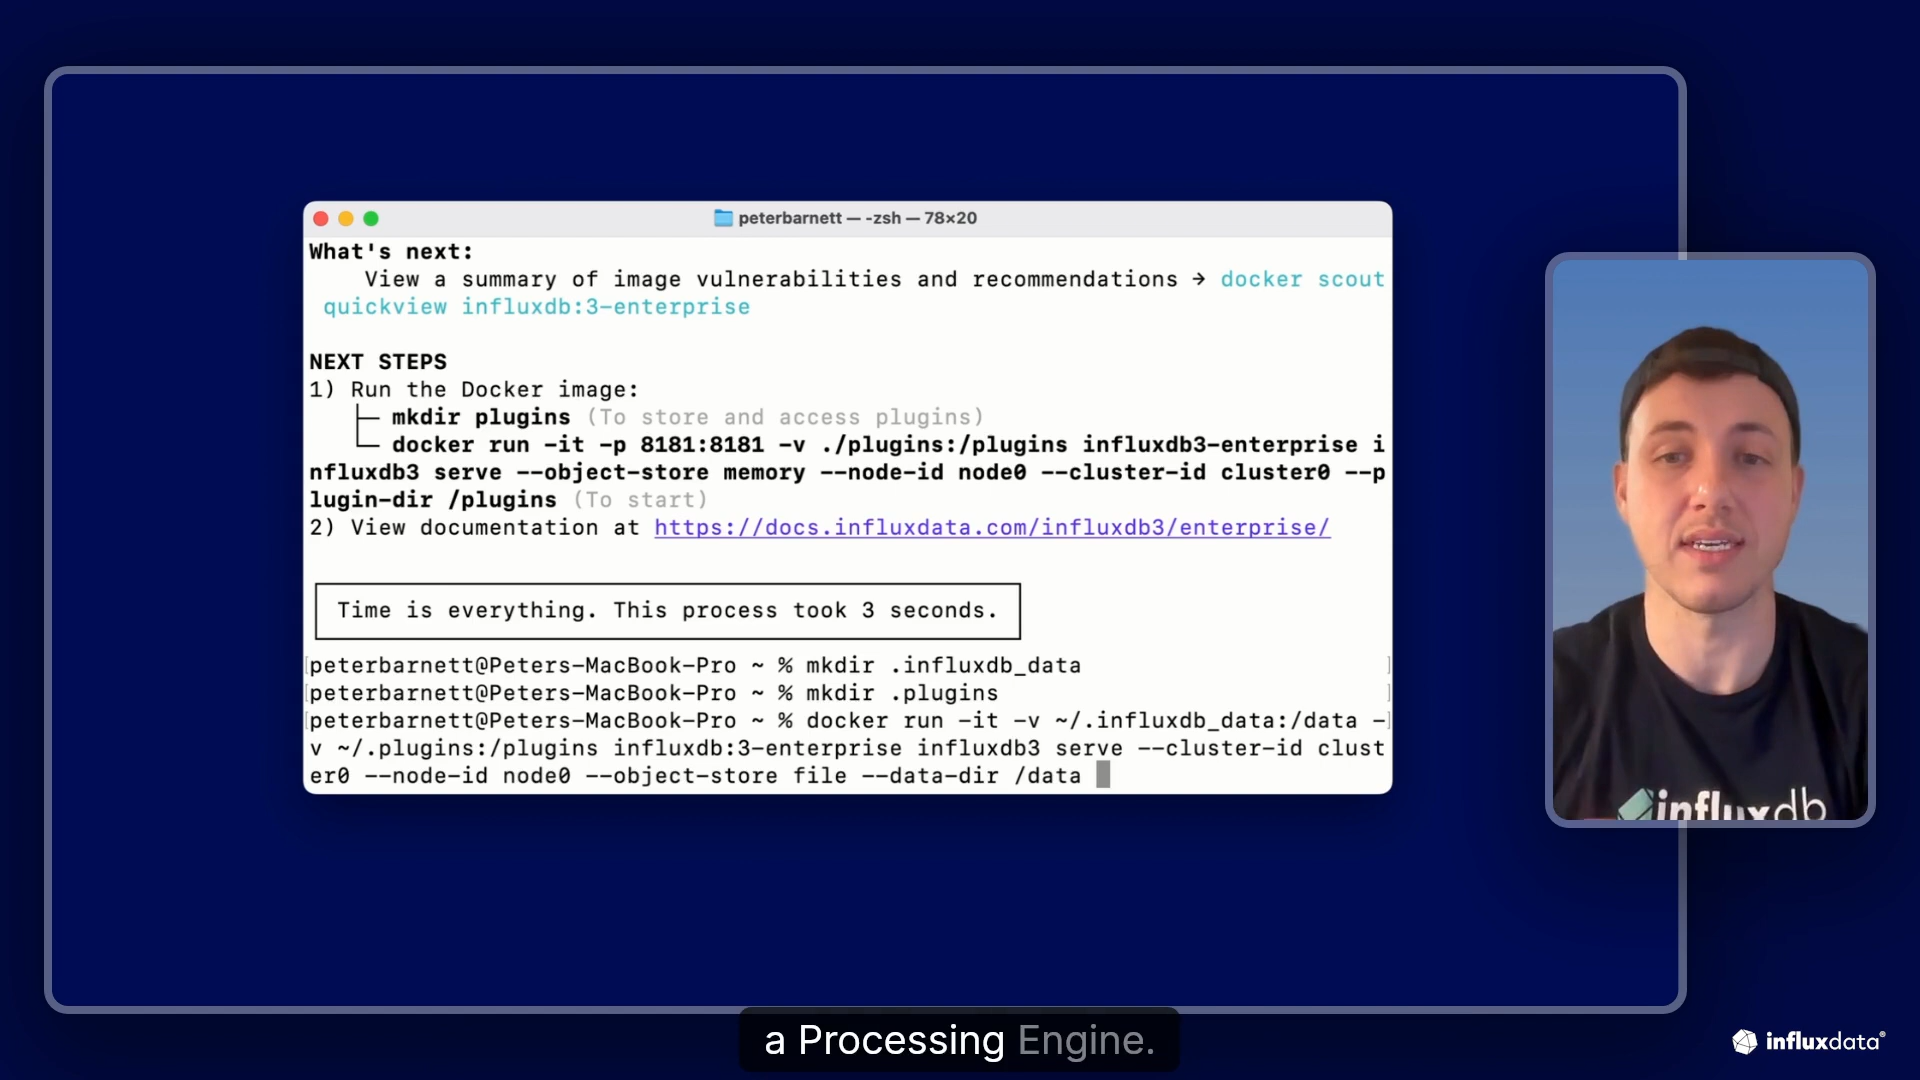 peterbarnett — -zsh — 78×20
What's next:
View a summary of image vulnerabilities and recommendations → docker scout
quickview influxdb:3-enterprise
NEXT STEPS
1) Run the Docker image:
├─ mkdir plugins (To store and access plugins)
└─ docker run -it -p 8181:8181 -v ./plugins:/plugins influxdb3-enterprise i
nfluxdb3 serve --object-store memory --node-id node0 --cluster-id cluster0 --p
lugin-dir /plugins (To start)
2) View documentation at https://docs.influxdata.com/influxdb3/enterprise/
Time is everything. This process took 3 seconds.
[peterbarnett@Peters-MacBook-Pro ~ % mkdir .influxdb_data ]
[peterbarnett@Peters-MacBook-Pro ~ % mkdir .plugins ]
[peterbarnett@Peters-MacBook-Pro ~ % docker run -it -v ~/.influxdb_data:/data -]
v ~/.plugins:/plugins influxdb:3-enterprise influxdb3 serve --cluster-id clust
er0 --node-id node0 --object-store file --data-dir /data
influxdb
a Processing Engine.
influxdata®